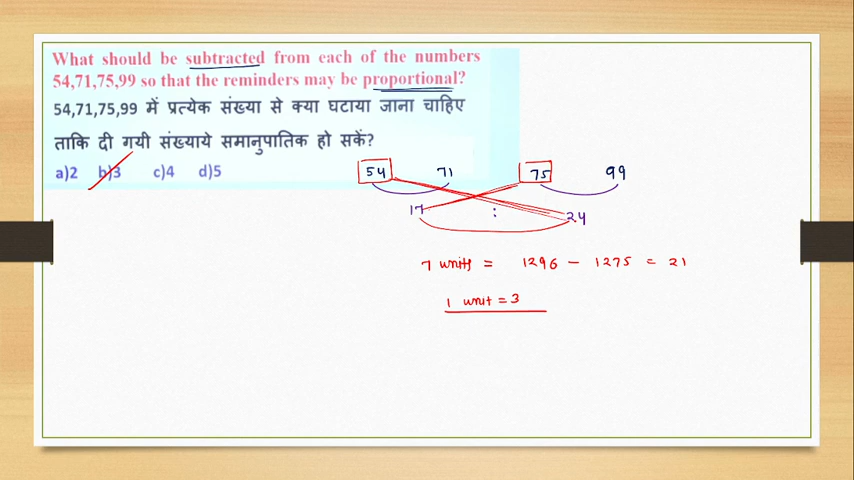 What should be subtracted from each of the numbers
54,71,75,99 so that the reminders may be proportional?
54,71,75,99 में प्रत्येक संख्या से क्या घटाया जाना चाहिए
ताकि दी गयी संख्याये समानुपातिक हो सकें?
a)2 b)3 c)4 d)5
54 71 75 99
17 : 24
7 units = 1296 - 1275 = 21
1 unit = 3